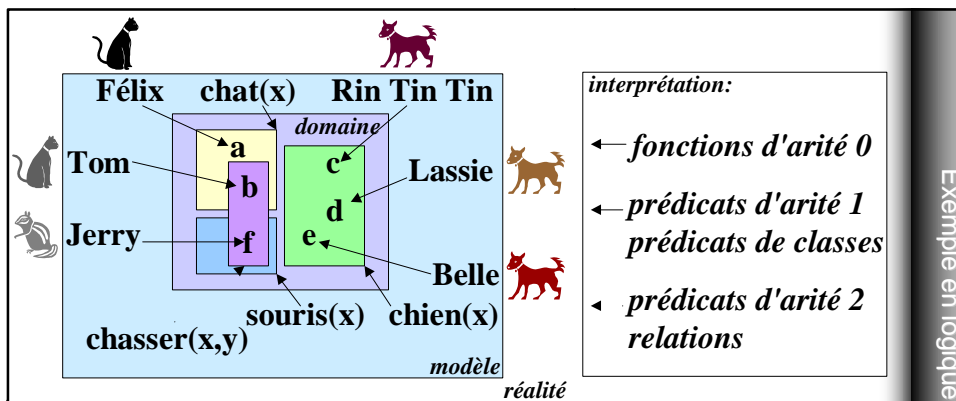 Félix chat(x) Rin Tin Tin
domaine
a
c
Tom
b
Lassie
d
Jerry
f
e
Belle
souris(x) chien(x)
chasser(x,y)
modèle
réalité
interprétation:
fonctions d'arité 0
prédicats d'arité 1
prédicats de classes
prédicats d'arité 2
relations
Exemple en logique